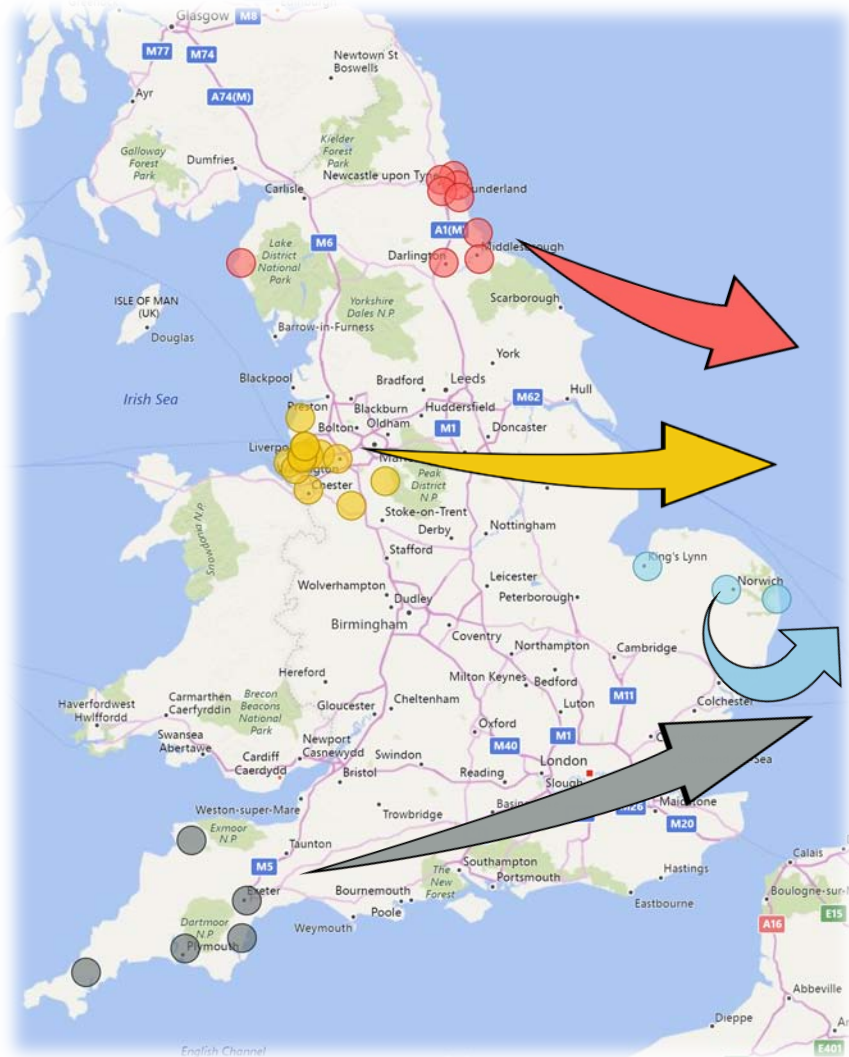 Glasgow
M8
M77
M74
Newtown St
Boswells
Ayr
A74(M)
Galloway
Forest
Park
Kielder
Forest
Park
Dumfries
Newcastle upon Tyne
Carlisle
A1(M)
M6
Middlesbrough
Lake
District
National
Park
Darlington
ISLE OF MAN
(UK)
Yorkshire
Dales N.P.
Scarborough
Douglas
Barrow-in-Furness
York
Blackpool
Bradford
Leeds
Irish Sea
Preston
M62
Hull
Blackburn
Huddersfield
Bolton
Oldham
M1
Doncaster
Peak
District
N.P.
Chester
Stoke-on-Trent
Snowdonia N.P.
Derby
Nottingham
Stafford
King's Lynn
Norwich
Leicester
Wolverhampton
Peterborough
Dudley
Birmingham
Coventry
Northampton
Cambridge
Hereford
Milton Keynes
Bedford
M11
Brecon
Beacons
National
Park
Haverfordwest
Hwlffordd
Carmarthen
Caerfyrddin
Gloucester
Cheltenham
Luton
Colchester
Swansea
Abertawe
Newport
Casnewydd
Oxford
M1
M40
Cardiff
Caerdydd
Swindon
London
Bristol
Reading
Slough
Sea
Weston-super-Mare
Trowbridge
M26
Maidstone
M20
Exmoor
N.P.
Taunton
Calais
M5
Southampton
The
New
Forest
Portsmouth
Hastings
Exeter
Bournemouth
Eastbourne
Boulogne-sur-M
Poole
Weymouth
E15
Dartmoor
N.P.
A16
Plymouth
Abbeville
Dieppe
English Channel
E401